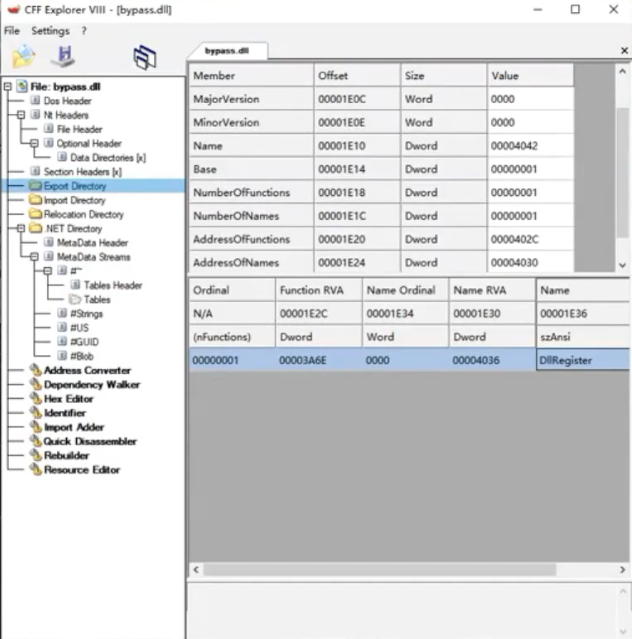 CFF Explorer VIII - [bypass.dll]
File Settings ?
bypass.dll
File: bypass.dll
Dos Header
Nt Headers
File Header
Optional Header
Data Directories [x]
Section Headers [x]
Export Directory
Import Directory
Relocation Directory
.NET Directory
MetaData Header
MetaData Streams
#~
Tables Header
Tables
#Strings
#US
#GUID
#Blob
Address Converter
Dependency Walker
Hex Editor
Identifier
Import Adder
Quick Disassembler
Rebuilder
Resource Editor
Member Offset Size Value
MajorVersion 00001E0C Word 0000
MinorVersion 00001E0E Word 0000
Name 00001E10 Dword 00004042
Base 00001E14 Dword 00000001
NumberOfFunctions 00001E18 Dword 00000001
NumberOfNames 00001E1C Dword 00000001
AddressOfFunctions 00001E20 Dword 0000402C
AddressOfNames 00001E24 Dword 00004030
Ordinal Function RVA Name Ordinal Name RVA Name
N/A 00001E2C 00001E34 00001E30 00001E36
(nFunctions) Dword Word Dword szAnsi
00000001 00003A6E 0000 00004036 DllRegister